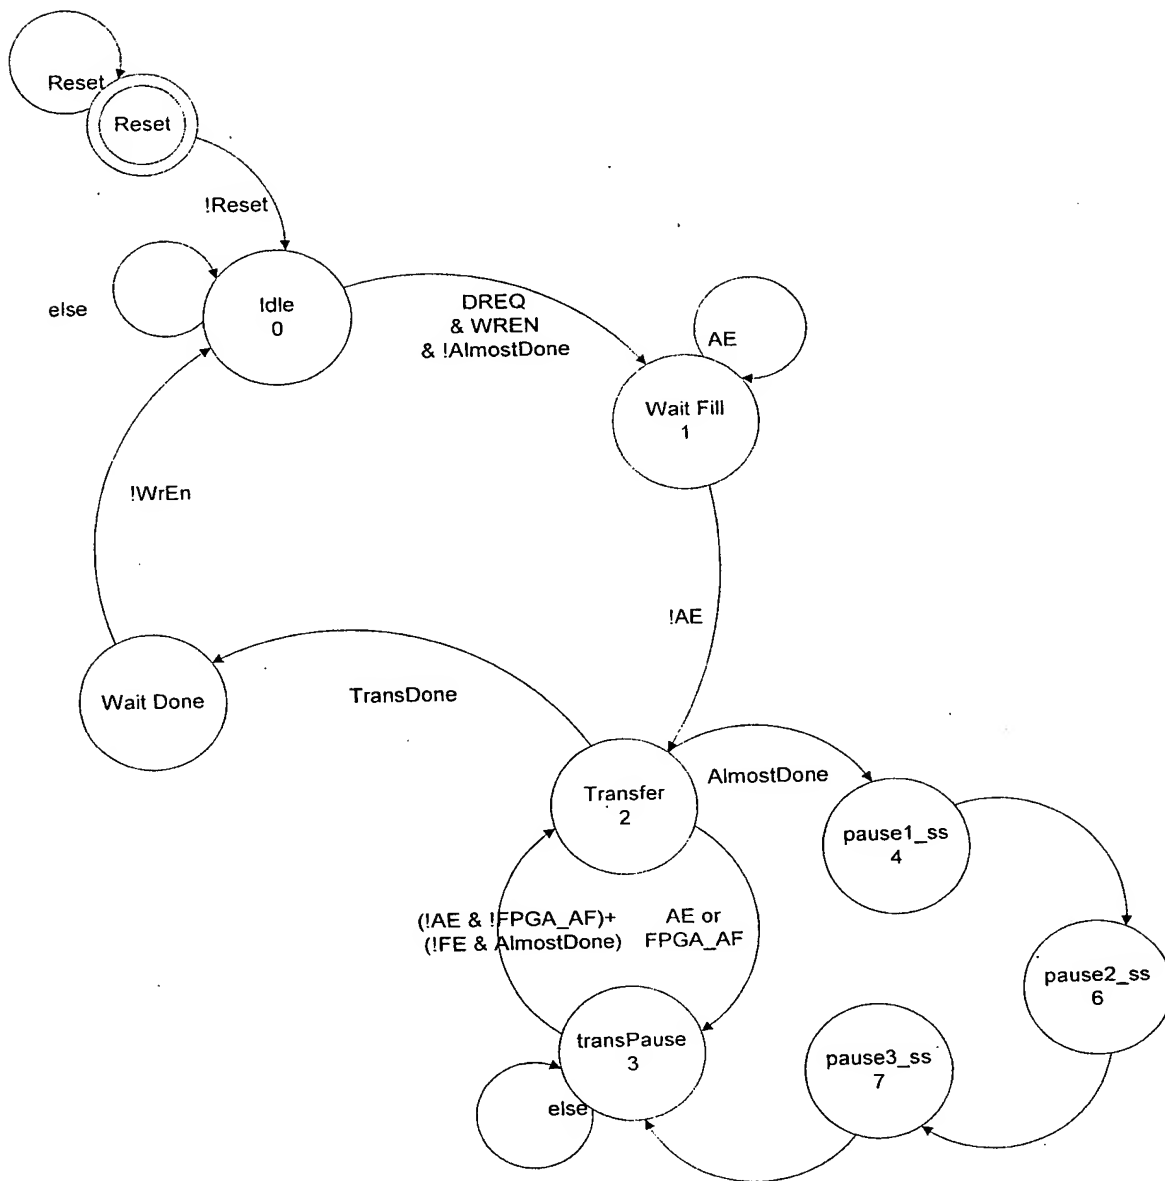 Reset
Reset
!Reset
else
Idle
0
DREQ
& WREN
& !AlmostDone
AE
Wait Fill
1
!WrEn
!AE
Wait Done
TransDone
Transfer
2
AlmostDone
pause1_ss
4
(!AE & !FPGA_AF)+
(!FE & AlmostDone)
AE or
FPGA_AF
pause2_ss
6
transPause
3
pause3_ss
7
else